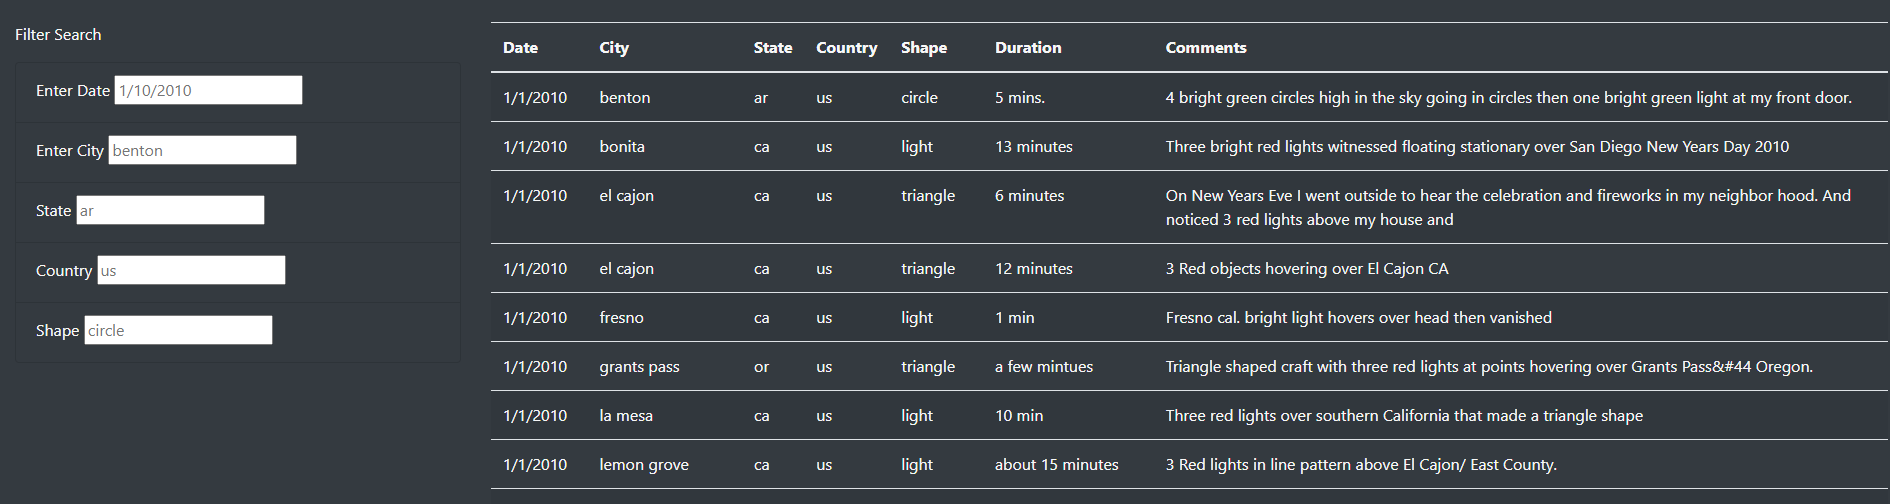 Filter Search
Enter Date 1/10/2010
Enter City benton
State ar
Country us
Shape circle
Date City State Country Shape Duration Comments
1/1/2010 benton ar us circle 5 mins. 4 bright green circles high in the sky going in circles then one bright green light at my front door.
1/1/2010 bonita ca us light 13 minutes Three bright red lights witnessed floating stationary over San Diego New Years Day 2010
1/1/2010 el cajon ca us triangle 6 minutes On New Years Eve I went outside to hear the celebration and fireworks in my neighbor hood. And
noticed 3 red lights above my house and
1/1/2010 el cajon ca us triangle 12 minutes 3 Red objects hovering over El Cajon CA
1/1/2010 fresno ca us light 1 min Fresno cal. bright light hovers over head then vanished
1/1/2010 grants pass or us triangle a few mintues Triangle shaped craft with three red lights at points hovering over Grants Pass&#44 Oregon.
1/1/2010 la mesa ca us light 10 min Three red lights over southern California that made a triangle shape
1/1/2010 lemon grove ca us light about 15 minutes 3 Red lights in line pattern above El Cajon/ East County.